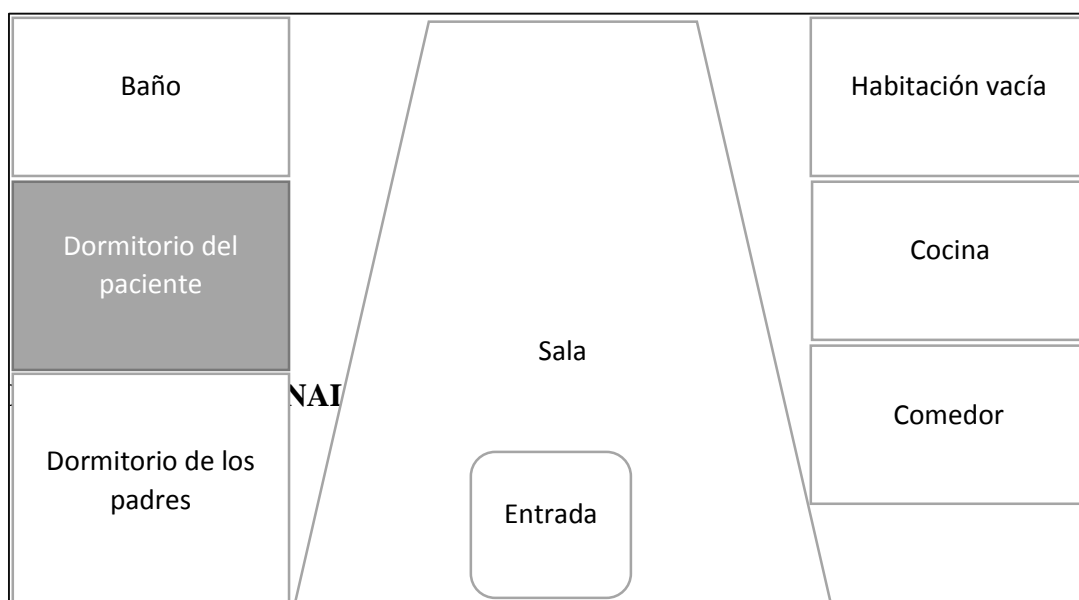 Baño
Habitación vacía
Dormitorio del
paciente
Cocina
Sala
Comedor
Dormitorio de los
padres
Entrada